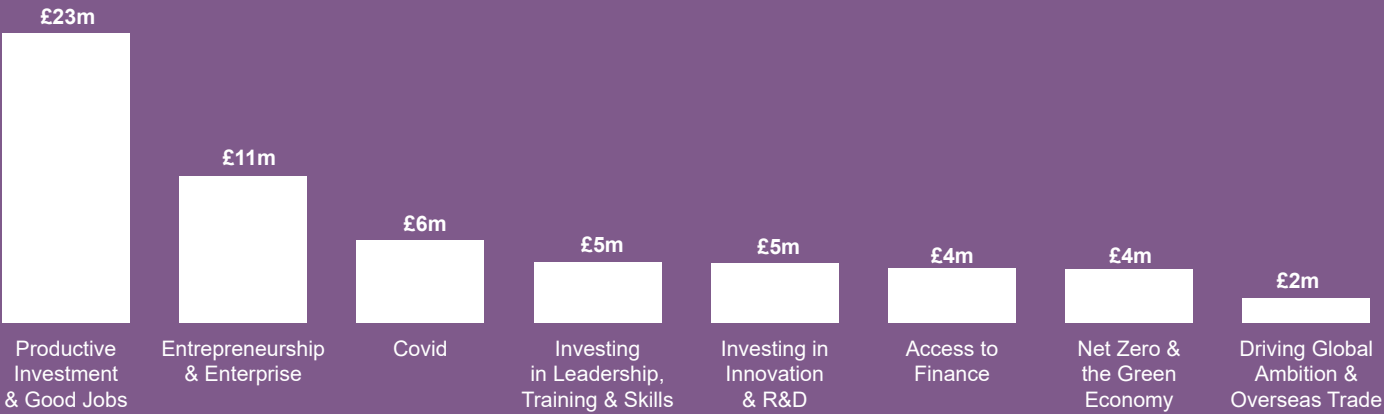 £23m
£11m
£6m
£5m
£5m
£4m
£4m
£2m
Productive
Investment
& Good Jobs
Entrepreneurship
& Enterprise
Covid
Investing
in Leadership,
Training & Skills
Investing in
Innovation
& R&D
Access to
Finance
Net Zero &
the Green
Economy
Driving Global
Ambition &
Overseas Trade